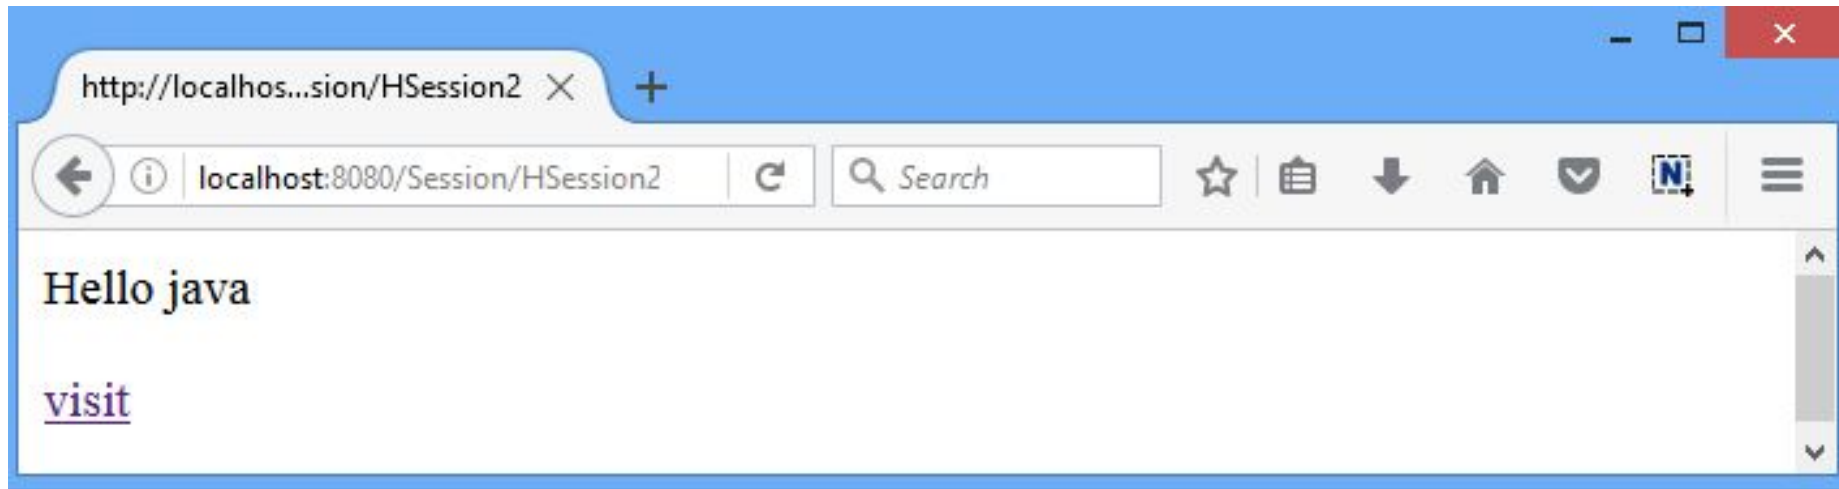 http://localhos...sion/HSession2
localhost:8080/Session/HSession2
Search
N
Hello java
visit